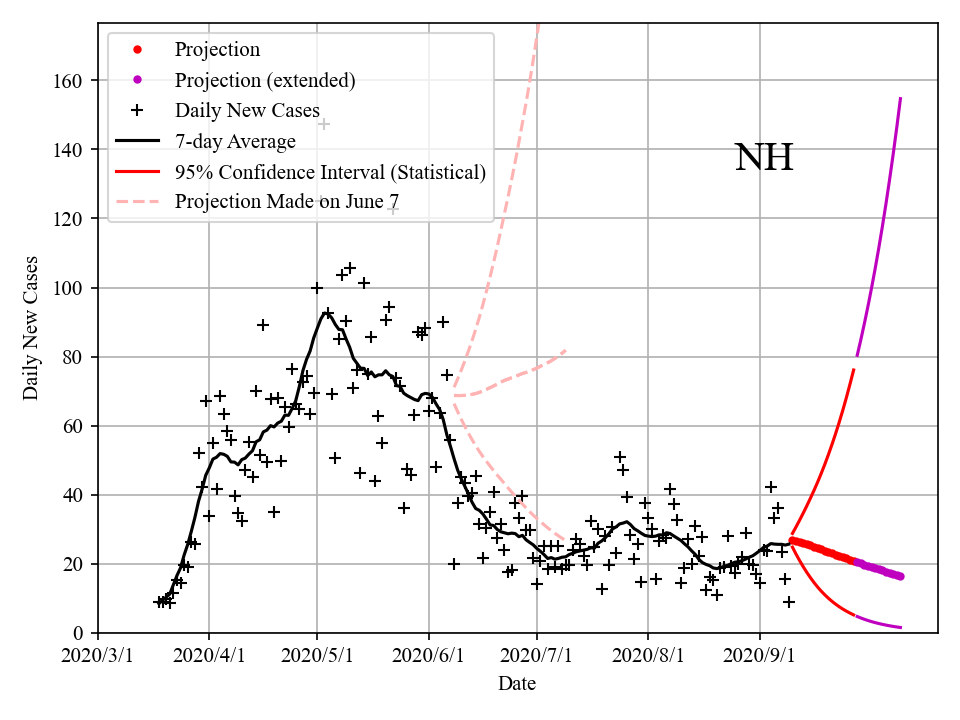 Projection
Projection (extended)
Daily New Cases
7-day Average
95% Confidence Interval (Statistical)
Projection Made on June 7
NH
160
140
120
100
80
60
40
20
0
Daily New Cases
2020/3/1 2020/4/1 2020/5/1 2020/6/1 2020/7/1 2020/8/1 2020/9/1
Date